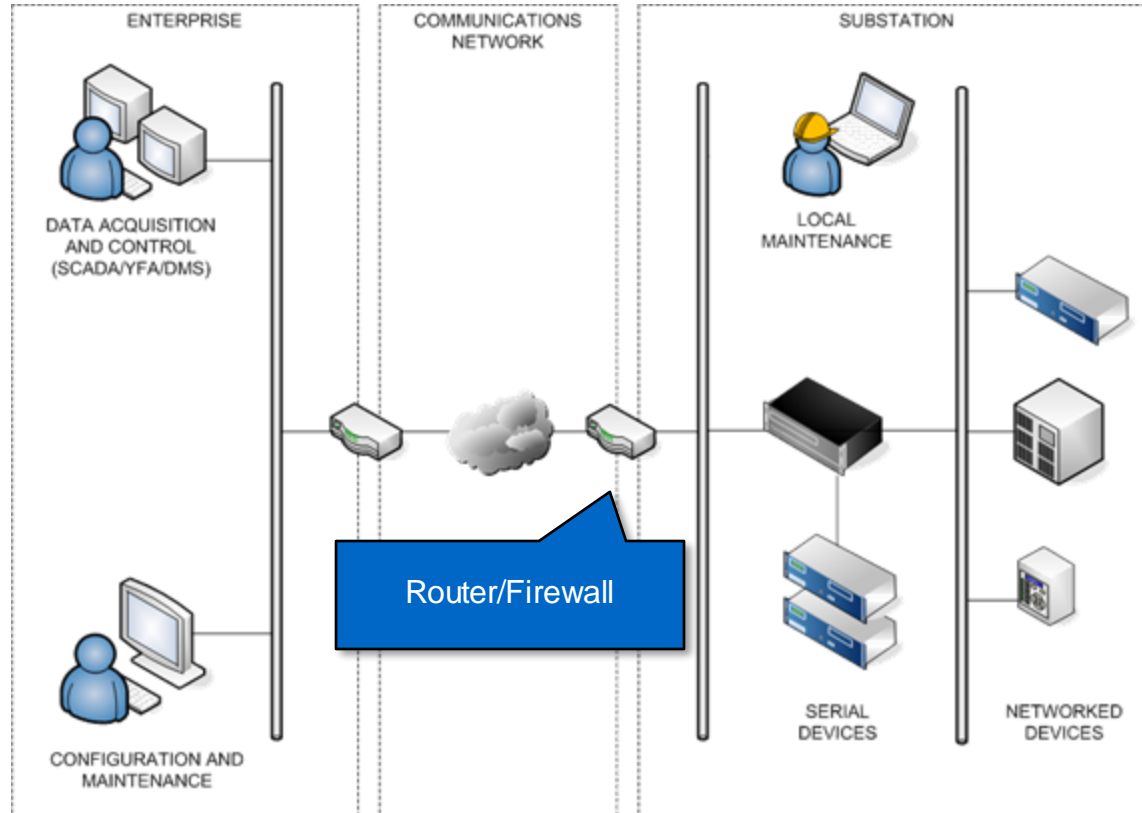 ENTERPRISE
COMMUNICATIONS
NETWORK
SUBSTATION
DATA ACQUISITION
AND CONTROL
(SCADA/YFA/DMS)
LOCAL
MAINTENANCE
Router/Firewall
CONFIGURATION AND
MAINTENANCE
SERIAL
DEVICES
NETWORKED
DEVICES